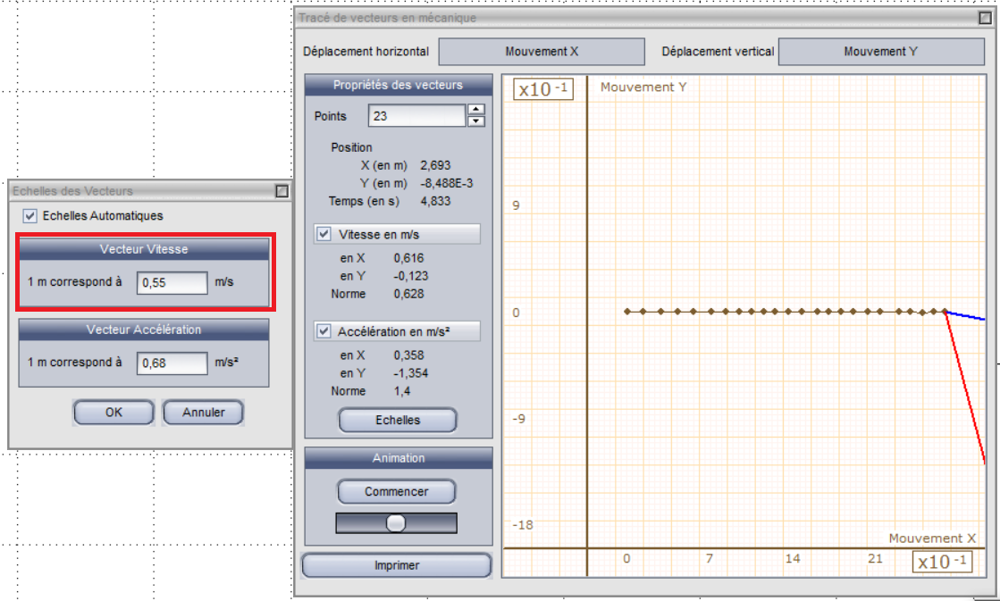 Tracé de vecteurs en mécanique
Déplacement horizontal Mouvement X Déplacement vertical Mouvement Y
Propriétés des vecteurs
Points 23
Position
X (en m) 2,693
Y (en m) -8,488E-3
Temps (en s) 4,833
Vitesse en m/s
en X 0,616
en Y -0,123
Norme 0,628
Accélération en m/s²
en X 0,358
en Y -1,354
Norme 1,4
Echelles
Animation
Commencer
Imprimer
x10 -1
Mouvement Y
9
0
-9
-18
Mouvement X
0 7 14 21 x10 -1
Echelles des Vecteurs
Echelles Automatiques
Vecteur Vitesse
1 m correspond à 0,55 m/s
Vecteur Accélération
1 m correspond à 0,68 m/s²
OK Annuler